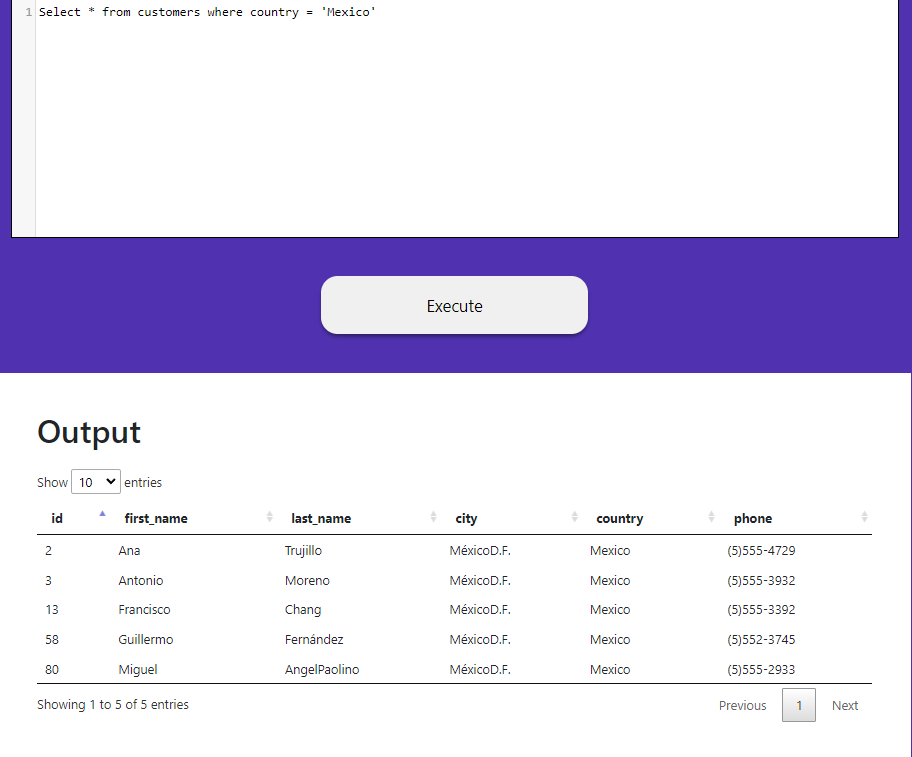 1 Select * from customers where country = 'Mexico'
Execute
Output
Show 10 entries
id first_name last_name city country phone
2 Ana Trujillo MéxicoD.F. Mexico (5)555-4729
3 Antonio Moreno MéxicoD.F. Mexico (5)555-3932
13 Francisco Chang MéxicoD.F. Mexico (5)555-3392
58 Guillermo Fernández MéxicoD.F. Mexico (5)552-3745
80 Miguel AngelPaolino MéxicoD.F. Mexico (5)555-2933
Showing 1 to 5 of 5 entries Previous 1 Next